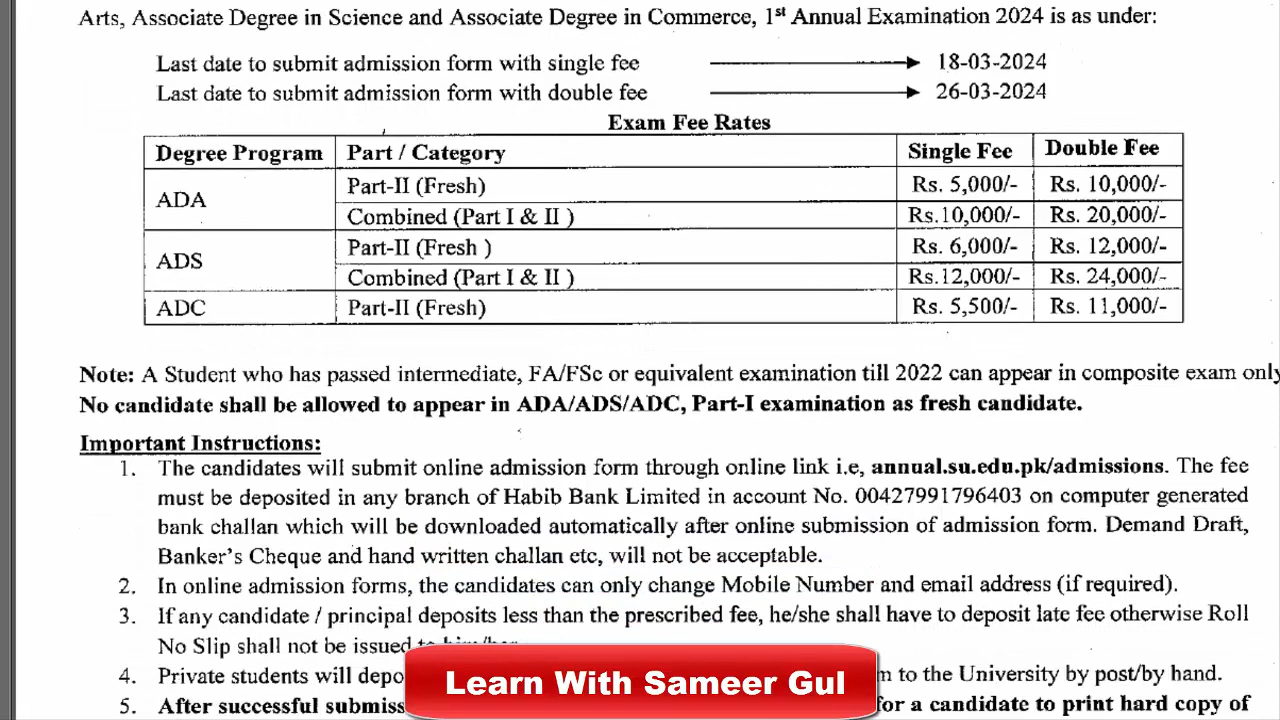 Arts, Associate Degree in Science and Associate Degree in Commerce, 1st Annual Examination 2024 is as under:
Last date to submit admission form with single fee 18-03-2024
Last date to submit admission form with double fee 26-03-2024
Exam Fee Rates
Degree Program Part / Category Single Fee Double Fee
ADA Part-II (Fresh) Rs. 5,000/- Rs. 10,000/-
Combined (Part I & II ) Rs.10,000/- Rs. 20,000/-
ADS Part-II (Fresh ) Rs. 6,000/- Rs. 12,000/-
Combined (Part I & II ) Rs.12,000/- Rs. 24,000/-
ADC Part-II (Fresh) Rs. 5,500/- Rs. 11,000/-
Note: A Student who has passed intermediate, FA/FSc or equivalent examination till 2022 can appear in composite exam only
No candidate shall be allowed to appear in ADA/ADS/ADC, Part-I examination as fresh candidate.
Important Instructions:
1. The candidates will submit online admission form through online link i.e, annual.su.edu.pk/admissions. The fee
must be deposited in any branch of Habib Bank Limited in account No. 00427991796403 on computer generated
bank challan which will be downloaded automatically after online submission of admission form. Demand Draft,
Banker's Cheque and hand written challan etc, will not be acceptable.
2. In online admission forms, the candidates can only change Mobile Number and email address (if required).
3. If any candidate / principal deposits less than the prescribed fee, he/she shall have to deposit late fee otherwise Roll
No Slip shall not be issued
4. Private students will depo to the University by post/by hand.
5. After successful submiss for a candidate to print hard copy of
Learn With Sameer Gul